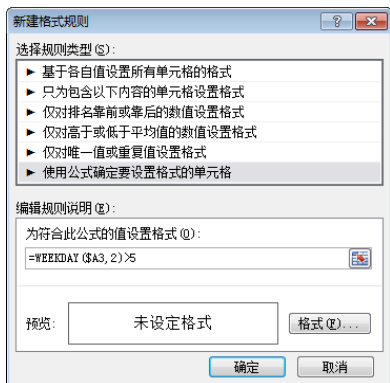 新建格式规则
选择规则类型(S):
► 基于各自值设置所有单元格的格式
► 只为包含以下内容的单元格设置格式
► 仅对排名靠前或靠后的数值设置格式
► 仅对高于或低于平均值的数值设置格式
► 仅对唯一值或重复值设置格式
► 使用公式确定要设置格式的单元格
编辑规则说明(E):
为符合此公式的值设置格式(O):
=WEEKDAY($A3,2)>5
预览: 未设定格式 格式(F)...
确定 取消